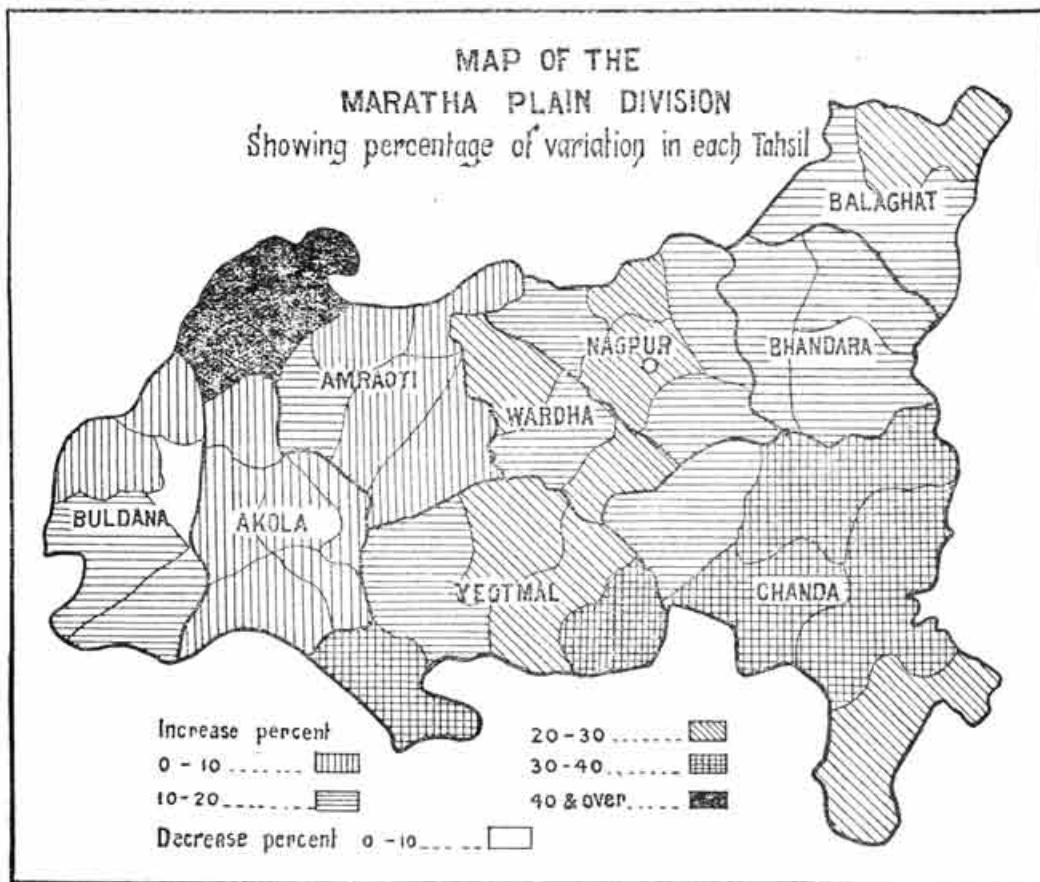 MAP OF THE
MARATHA PLAIN DIVISION
Showing percentage of variation in each Tahsil
BALAGHAT
NAGPUR
BHANDARA
AMRAOTI
WARDHA
BULDANA
AKOLA
YEOTMAL
CHANDA
Increase percent
0-10
10-20
Decrease percent 0-10
20-30
30-40
40 & over